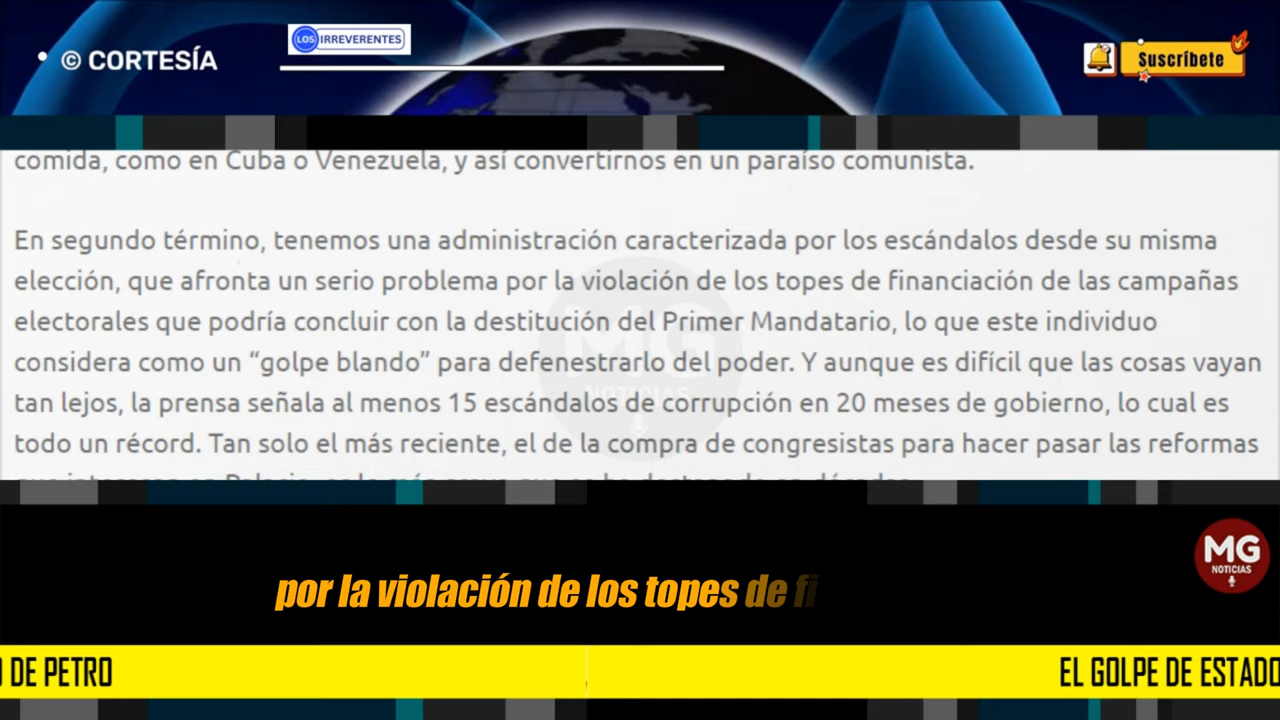 © CORTESÍA
LOS IRREVERENTES
Suscríbete
comida, como en Cuba o Venezuela, y así convertirnos en un paraíso comunista.
En segundo término, tenemos una administración caracterizada por los escándalos desde su misma
elección, que afronta un serio problema por la violación de los topes de financiación de las campañas
electorales que podría concluir con la destitución del Primer Mandatario, lo que este individuo
considera como un “golpe blando” para defenestrarlo del poder. Y aunque es difícil que las cosas vayan
tan lejos, la prensa señala al menos 15 escándalos de corrupción en 20 meses de gobierno, lo cual es
todo un récord. Tan solo el más reciente, el de la compra de congresistas para hacer pasar las reformas
MG
NOTICIAS
MG
NOTICIAS
por la violación de los topes de fi
O DE PETRO
EL GOLPE DE ESTADO